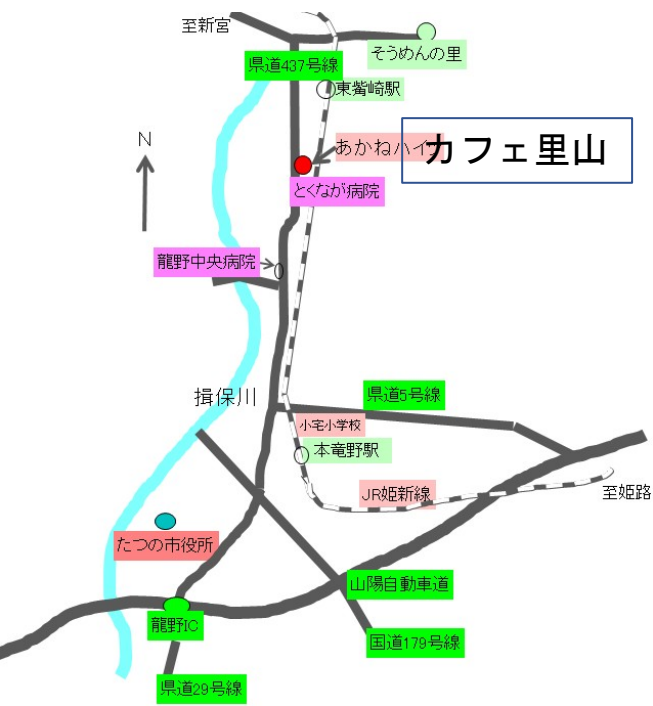 至新宮
そうめんの里
県道437号線
東觜崎駅
あかねハイ
カフェ里山
N
とくなが病院
龍野中央病院
揖保川
県道5号線
小宅小学校
本竜野駅
JR姫新線
至姫路
たつの市役所
山陽自動車道
龍野IC
国道179号線
県道29号線